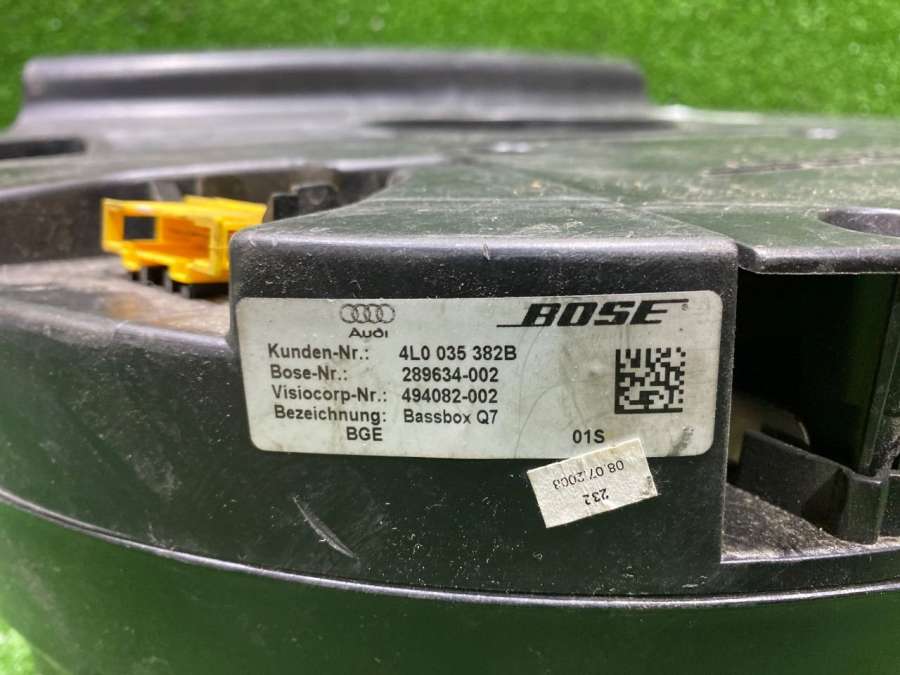 Audi
BOSE
Kunden-Nr.: 4L0 035 382B
Bose-Nr.: 289634-002
Visiocorp-Nr.: 494082-002
Bezeichnung: Bassbox Q7
BGE 01S
232
08.07.2008